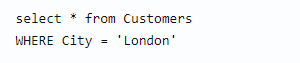 select * from Customers
WHERE City = 'London'